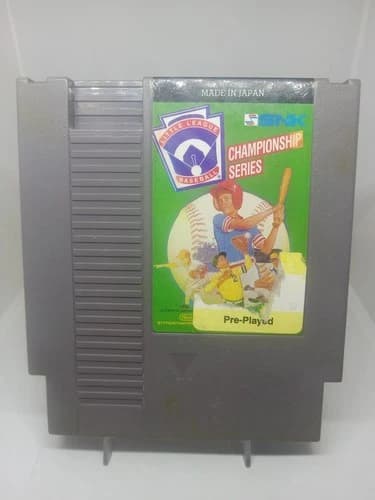 MADE IN JAPAN
LITTLE LEAGUE
BASEBALL
SNK
CHAMPIONSHIP
SERIES
Pre-Played